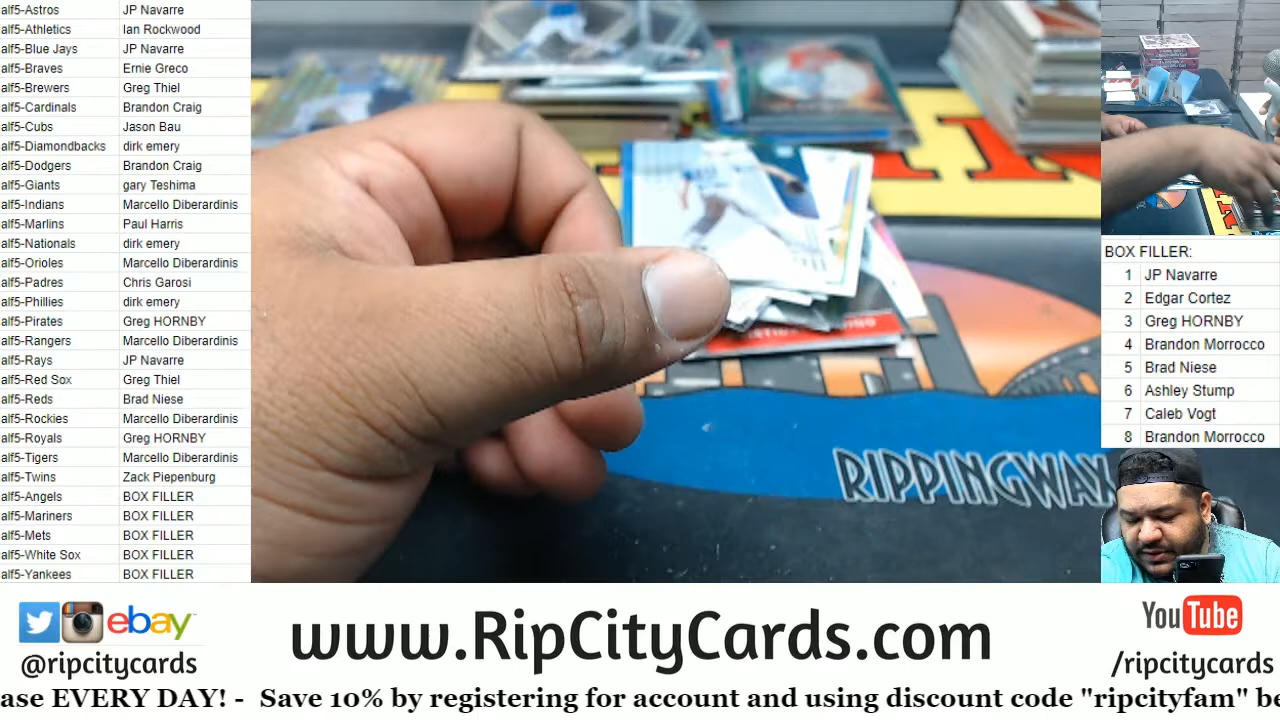 alf5-Astros JP Navarre
alf5-Athletics Ian Rockwood
alf5-Blue Jays JP Navarre
alf5-Braves Ernie Greco
alf5-Brewers Greg Thiel
alf5-Cardinals Brandon Craig
alf5-Cubs Jason Bau
alf5-Diamondbacks dirk emery
alf5-Dodgers Brandon Craig
alf5-Giants gary Teshima
alf5-Indians Marcello Diberardinis
alf5-Marlins Paul Harris
alf5-Nationals dirk emery
alf5-Orioles Marcello Diberardinis
alf5-Padres Chris Garosi
alf5-Phillies dirk emery
alf5-Pirates Greg HORNBY
alf5-Rangers Marcello Diberardinis
alf5-Rays JP Navarre
alf5-Red Sox Greg Thiel
alf5-Reds Brad Niese
alf5-Rockies Marcello Diberardinis
alf5-Royals Greg HORNBY
alf5-Tigers Marcello Diberardinis
alf5-Twins Zack Piepenburg
alf5-Angels BOX FILLER
alf5-Mariners BOX FILLER
alf5-Mets BOX FILLER
alf5-White Sox BOX FILLER
alf5-Yankees BOX FILLER
RIPPINGWAX
BOX FILLER:
1 JP Navarre
2 Edgar Cortez
3 Greg HORNBY
4 Brandon Morrocco
5 Brad Niese
6 Ashley Stump
7 Caleb Vogt
8 Brandon Morrocco
ebay
@ripcitycards
www.RipCityCards.com
YouTube
/ripcitycards
ase EVERY DAY! - Save 10% by registering for account and using discount code "ripcityfam" be